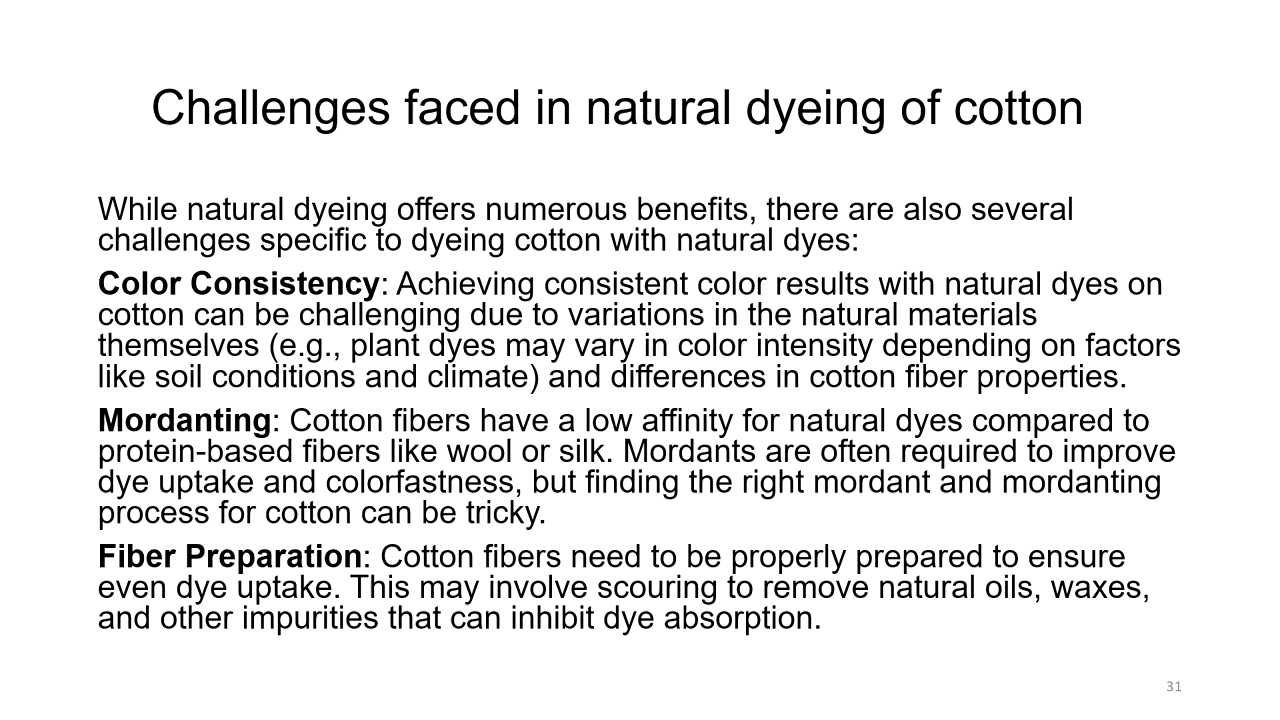 Challenges faced in natural dyeing of cotton
While natural dyeing offers numerous benefits, there are also several
challenges specific to dyeing cotton with natural dyes:
Color Consistency: Achieving consistent color results with natural dyes on
cotton can be challenging due to variations in the natural materials
themselves (e.g., plant dyes may vary in color intensity depending on factors
like soil conditions and climate) and differences in cotton fiber properties.
Mordanting: Cotton fibers have a low affinity for natural dyes compared to
protein-based fibers like wool or silk. Mordants are often required to improve
dye uptake and colorfastness, but finding the right mordant and mordanting
process for cotton can be tricky.
Fiber Preparation: Cotton fibers need to be properly prepared to ensure
even dye uptake. This may involve scouring to remove natural oils, waxes,
and other impurities that can inhibit dye absorption.
31